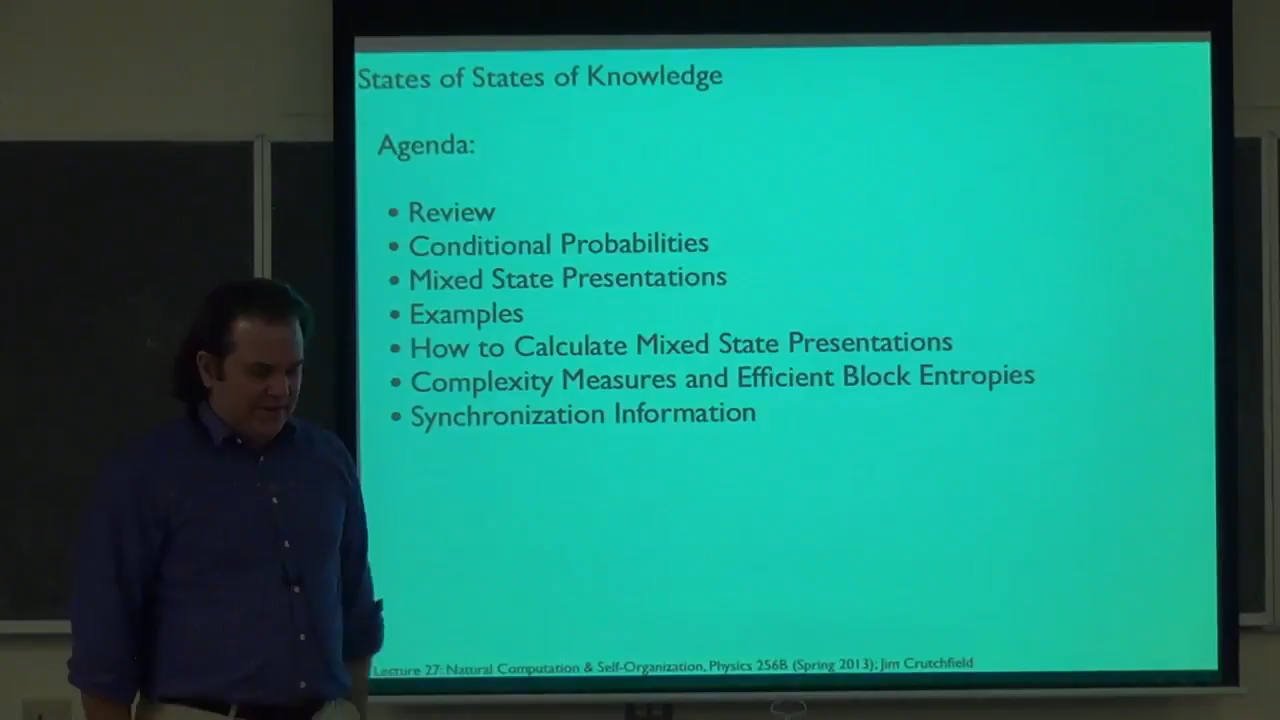 States of States of Knowledge
Agenda:
• Review
• Conditional Probabilities
• Mixed State Presentations
• Examples
• How to Calculate Mixed State Presentations
• Complexity Measures and Efficient Block Entropies
• Synchronization Information
Lecture 27: Natural Computation & Self-Organization, Physics 256B (Spring 2013); Jim Crutchfield